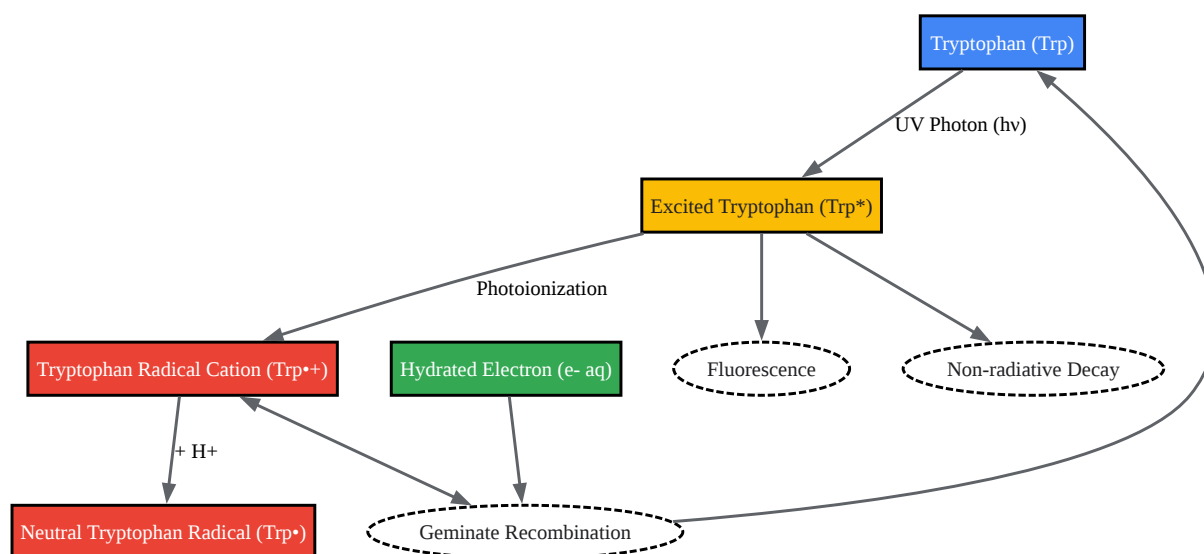 Tryptophan (Trp)
UV Photon (hν)
Excited Tryptophan (Trp*)
Photoionization
Tryptophan Radical Cation (Trp•+)
Hydrated Electron (e- aq)
Fluorescence
Non-radiative Decay
+ H+
Neutral Tryptophan Radical (Trp•)
Geminate Recombination